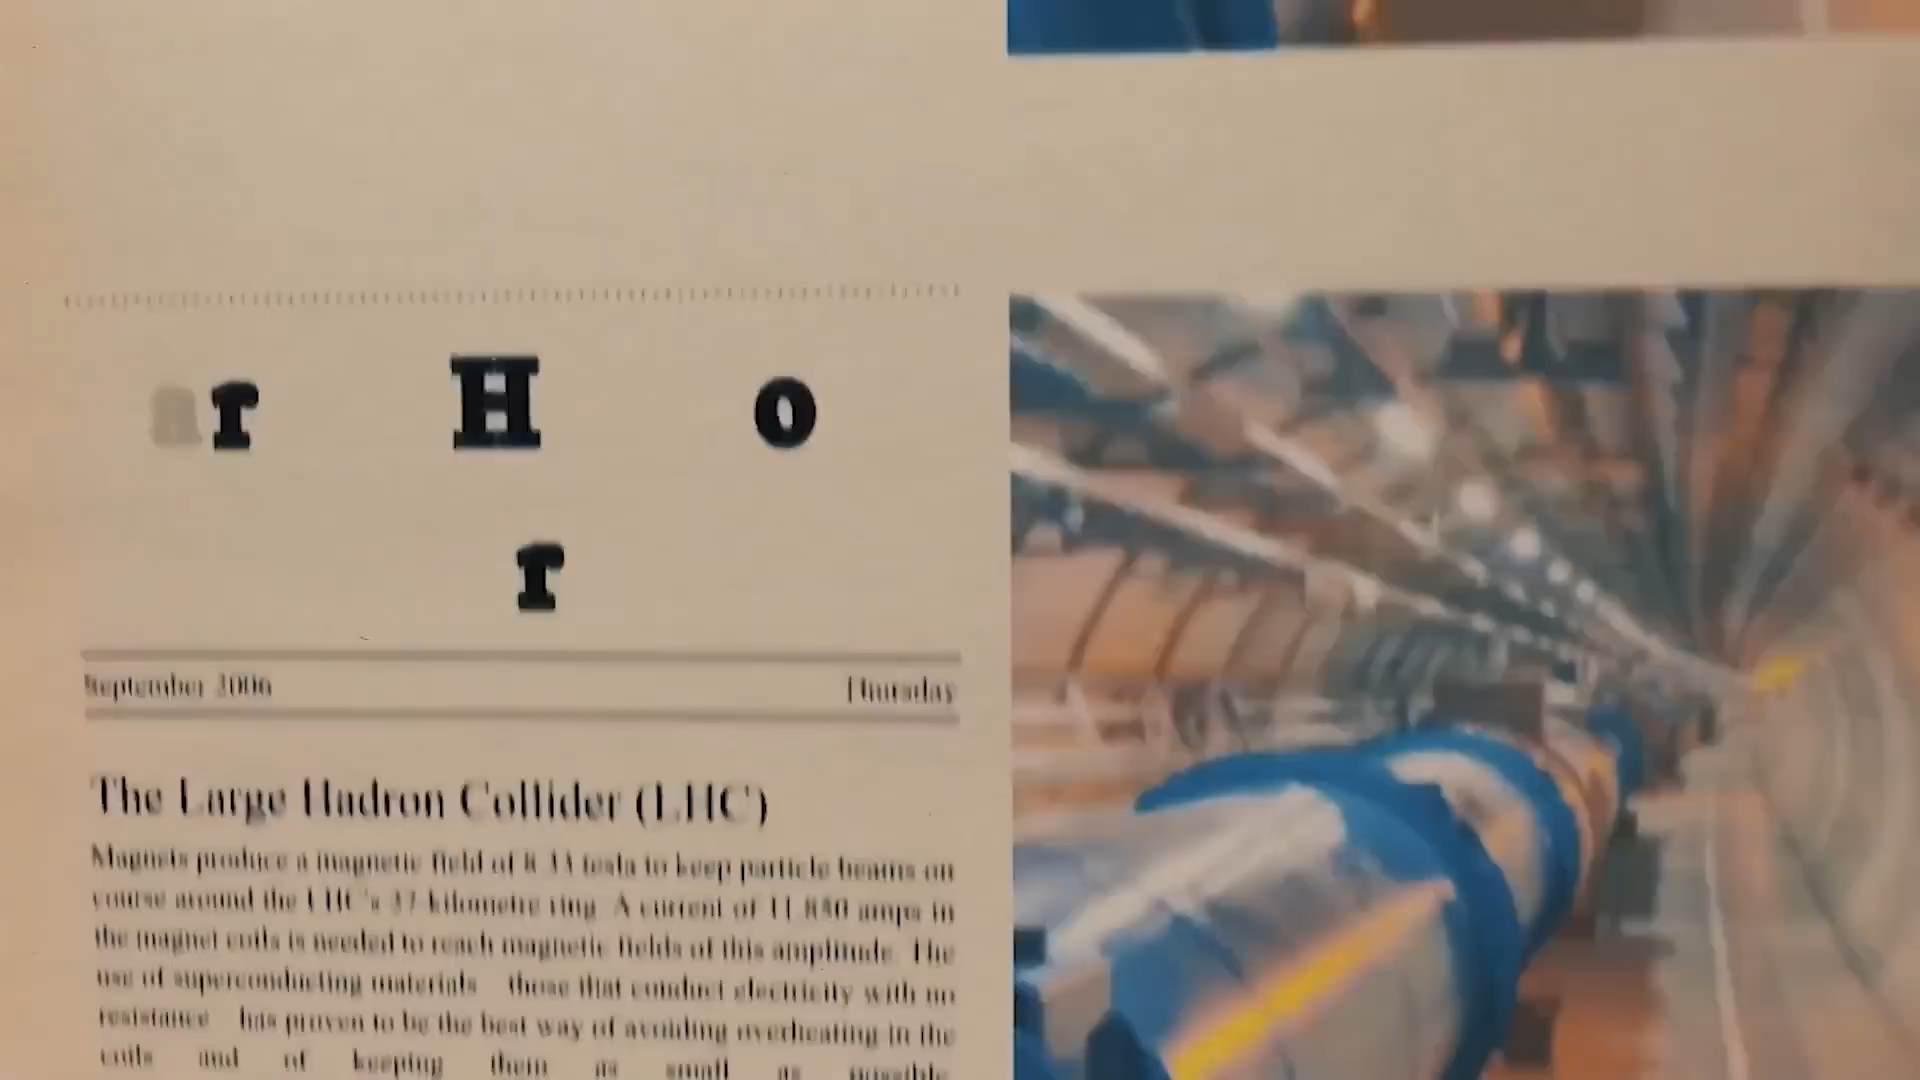 a r H o
r
September 2006 Thursday
The Large Hadron Collider (LHC)
Magnets produce a magnetic field of 8.33 tesla to keep particle beams on
course around the LHC's 27-kilometre ring. A current of 11,850 amps in
the magnet coils is needed to reach magnetic fields of this amplitude. The
use of superconducting materials those that conduct electricity with no
resistance has proven to be the best way of avoiding overheating in the
coils and of keeping them as small as possible.